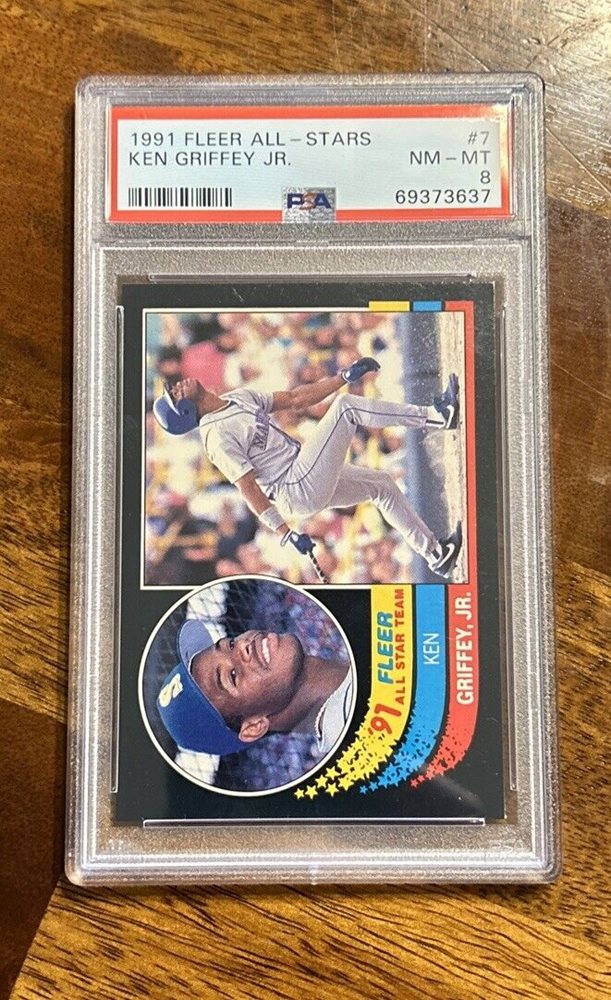 1991 FLEER ALL-STARS #7
KEN GRIFFEY JR. NM-MT
8
PSA 69373637
'91 FLEER
ALL STAR TEAM
KEN
GRIFFEY, JR.
S